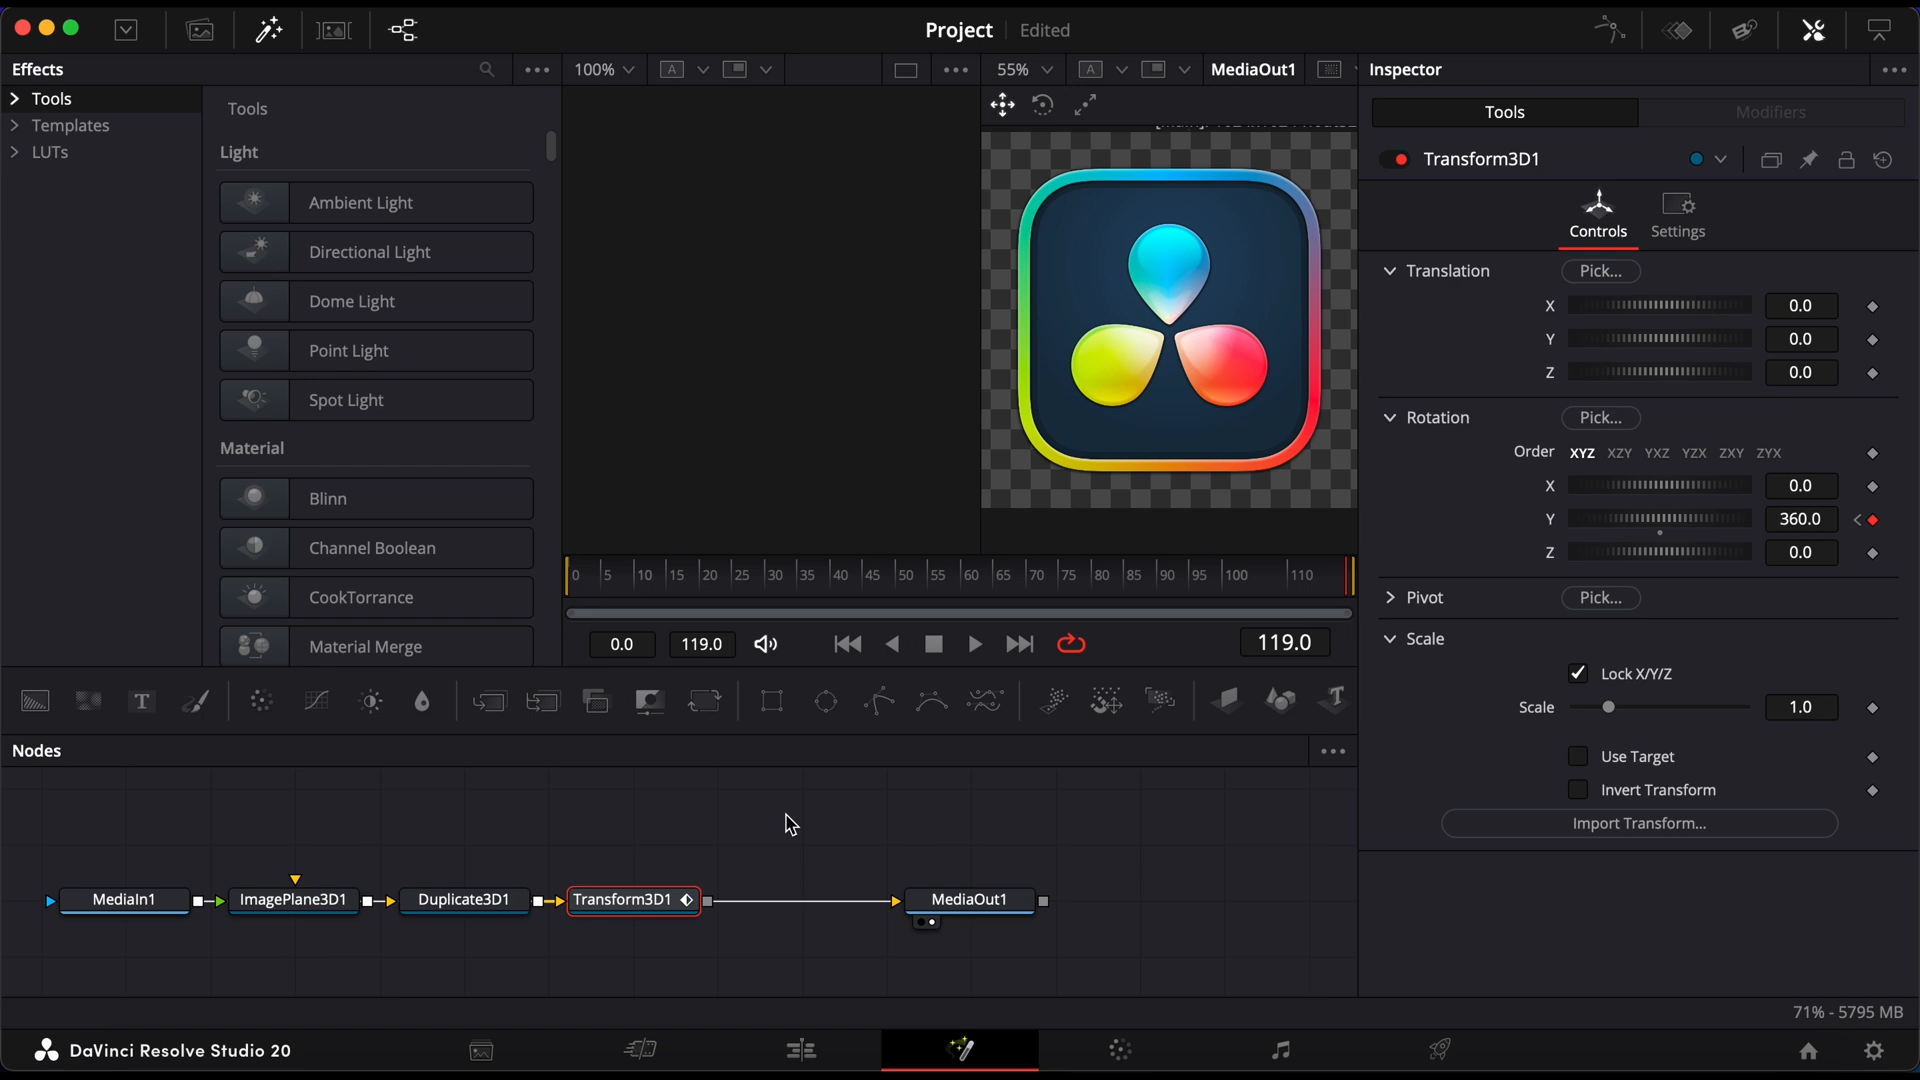 Project
Edited
Effects
100%
A
55%
A
MediaOut1
Inspector
Tools
Templates
LUTs
Tools
Light
Ambient Light
Directional Light
Dome Light
Point Light
Spot Light
Material
Blinn
Channel Boolean
CookTorrance
Material Merge
0 5 10 15 20 25 30 35 40 45 50 55 60 65 70 75 80 85 90 95 100 110
0.0
119.0
119.0
Tools
Modifiers
Transform3D1
Controls
Settings
Translation
Pick...
X 0.0
Y 0.0
Z 0.0
Rotation
Pick...
Order XYZ XZY YXZ YZX ZXY ZYX
X 0.0
Y 360.0
Z 0.0
Pivot
Pick...
Scale
Lock X/Y/Z
Scale 1.0
Use Target
Invert Transform
Import Transform...
T
T
Nodes
MediaIn1
ImagePlane3D1
Duplicate3D1
Transform3D1
MediaOut1
71% - 5795 MB
DaVinci Resolve Studio 20